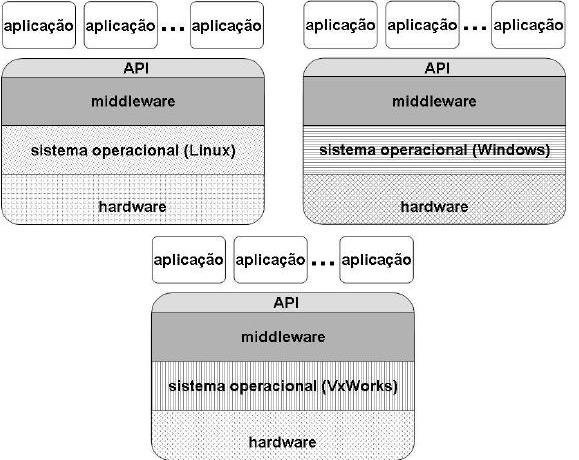 aplicação aplicação ... aplicação
API
middleware
sistema operacional (Linux)
hardware
aplicação aplicação ... aplicação
API
middleware
sistema operacional (Windows)
hardware
aplicação aplicação ... aplicação
API
middleware
sistema operacional (VxWorks)
hardware